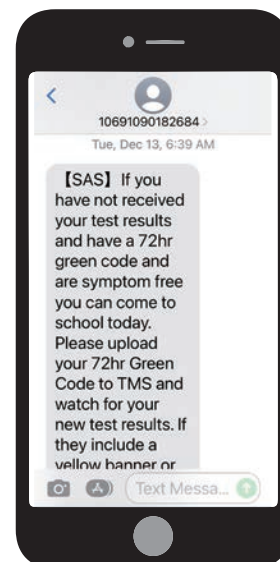 10691090182684 >
Tue, Dec 13, 6:39 AM
【SAS】If you
have not received
your test results
and have a 72hr
green code and
are symptom free
you can come to
school today.
Please upload
your 72hr Green
Code to TMS and
watch for your
new test results. If
they include a
yellow banner or
Text Messa...